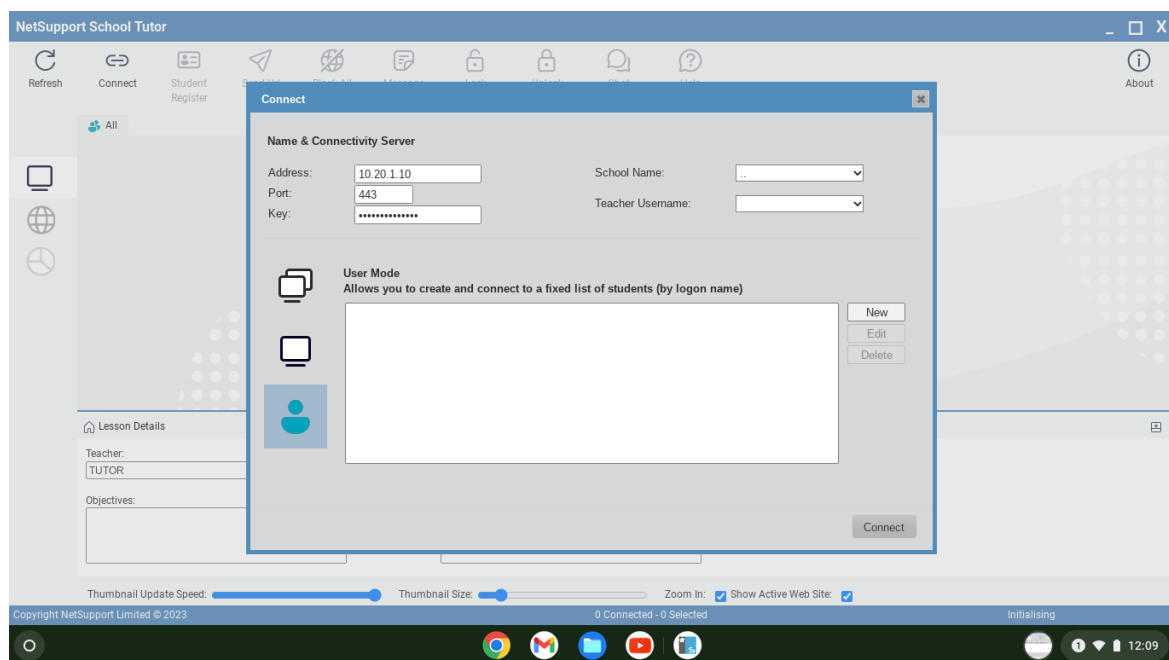 NetSupport School Tutor
Refresh
Connect
Student
Register
Message
About
All
Connect
Name & Connectivity Server
Address:
10.20.1.10
School Name:
..
Port:
443
Teacher Username:
Key:
••••••••••••••
User Mode
Allows you to create and connect to a fixed list of students (by logon name)
New
Edit
Delete
Lesson Details
Teacher:
TUTOR
Objectives:
Connect
Thumbnail Update Speed:
Thumbnail Size:
Zoom In:
Show Active Web Site:
Copyright NetSupport Limited © 2023
0 Connected - 0 Selected
Initialising
1
12:09